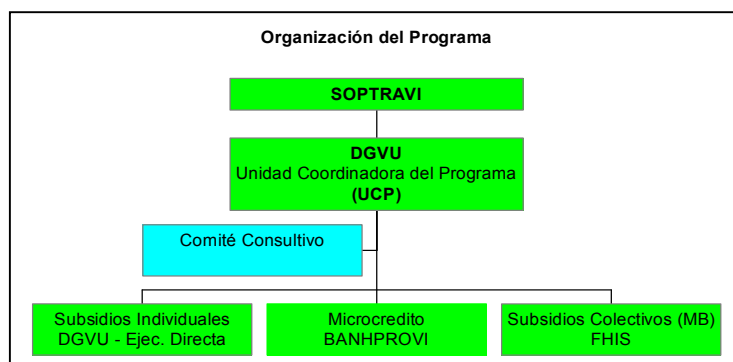 Organización del Programa
SOPTRAVI
DGVU
Unidad Coordinadora del Programa
(UCP)
Comité Consultivo
Subsidios Individuales
DGVU - Ejec. Directa
Microcredito
BANHPROVI
Subsidios Colectivos (MB)
FHIS